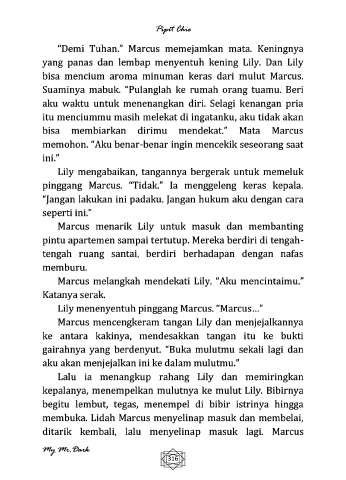 Pipit Chie
“Demi Tuhan.” Marcus memejamkan mata. Keningnya
yang panas dan lembap menyentuh kening Lily. Dan Lily
bisa mencium aroma minuman keras dari mulut Marcus.
Suaminya mabuk. “Pulanglah ke rumah orang tuamu. Beri
aku waktu untuk menenangkan diri. Selagi kenangan pria
itu menciummu masih melekat di ingatanku, aku tidak akan
bisa membiarkan dirimu mendekat.” Mata Marcus
memohon. “Aku benar-benar ingin mencekik seseorang saat
ini.”
Lily mengabaikan, tangannya bergerak untuk memeluk
pinggang Marcus. “Tidak.” Ia menggeleng keras kepala.
“Jangan lakukan ini padaku. Jangan hukum aku dengan cara
seperti ini.”
Marcus menarik Lily untuk masuk dan membanting
pintu apartemen sampai tertutup. Mereka berdiri di tengah-
tengah ruang santai, berdiri berhadapan dengan nafas
memburu.
Marcus melangkah mendekati Lily. “Aku mencintaimu.”
Katanya serak.
Lily menenyentuh pinggang Marcus. “Marcus...”
Marcus mencengkeram tangan Lily dan menjejalkannya
ke antara kakinya, mendesakkan tangan itu ke bukti
gairahnya yang berdenyut. “Buka mulutmu sekali lagi dan
aku akan menjejalkan ini ke dalam mulutmu.”
Lalu ia menangkup rahang Lily dan memiringkan
kepalanya, menempelkan mulutnya ke mulut Lily. Bibirnya
begitu lembut, tegas, menempel di bibir istrinya hingga
membuka. Lidah Marcus menyelinap masuk dan membelai,
ditarik kembali, lalu menyelinap masuk lagi. Marcus
My Mr. Dark
316